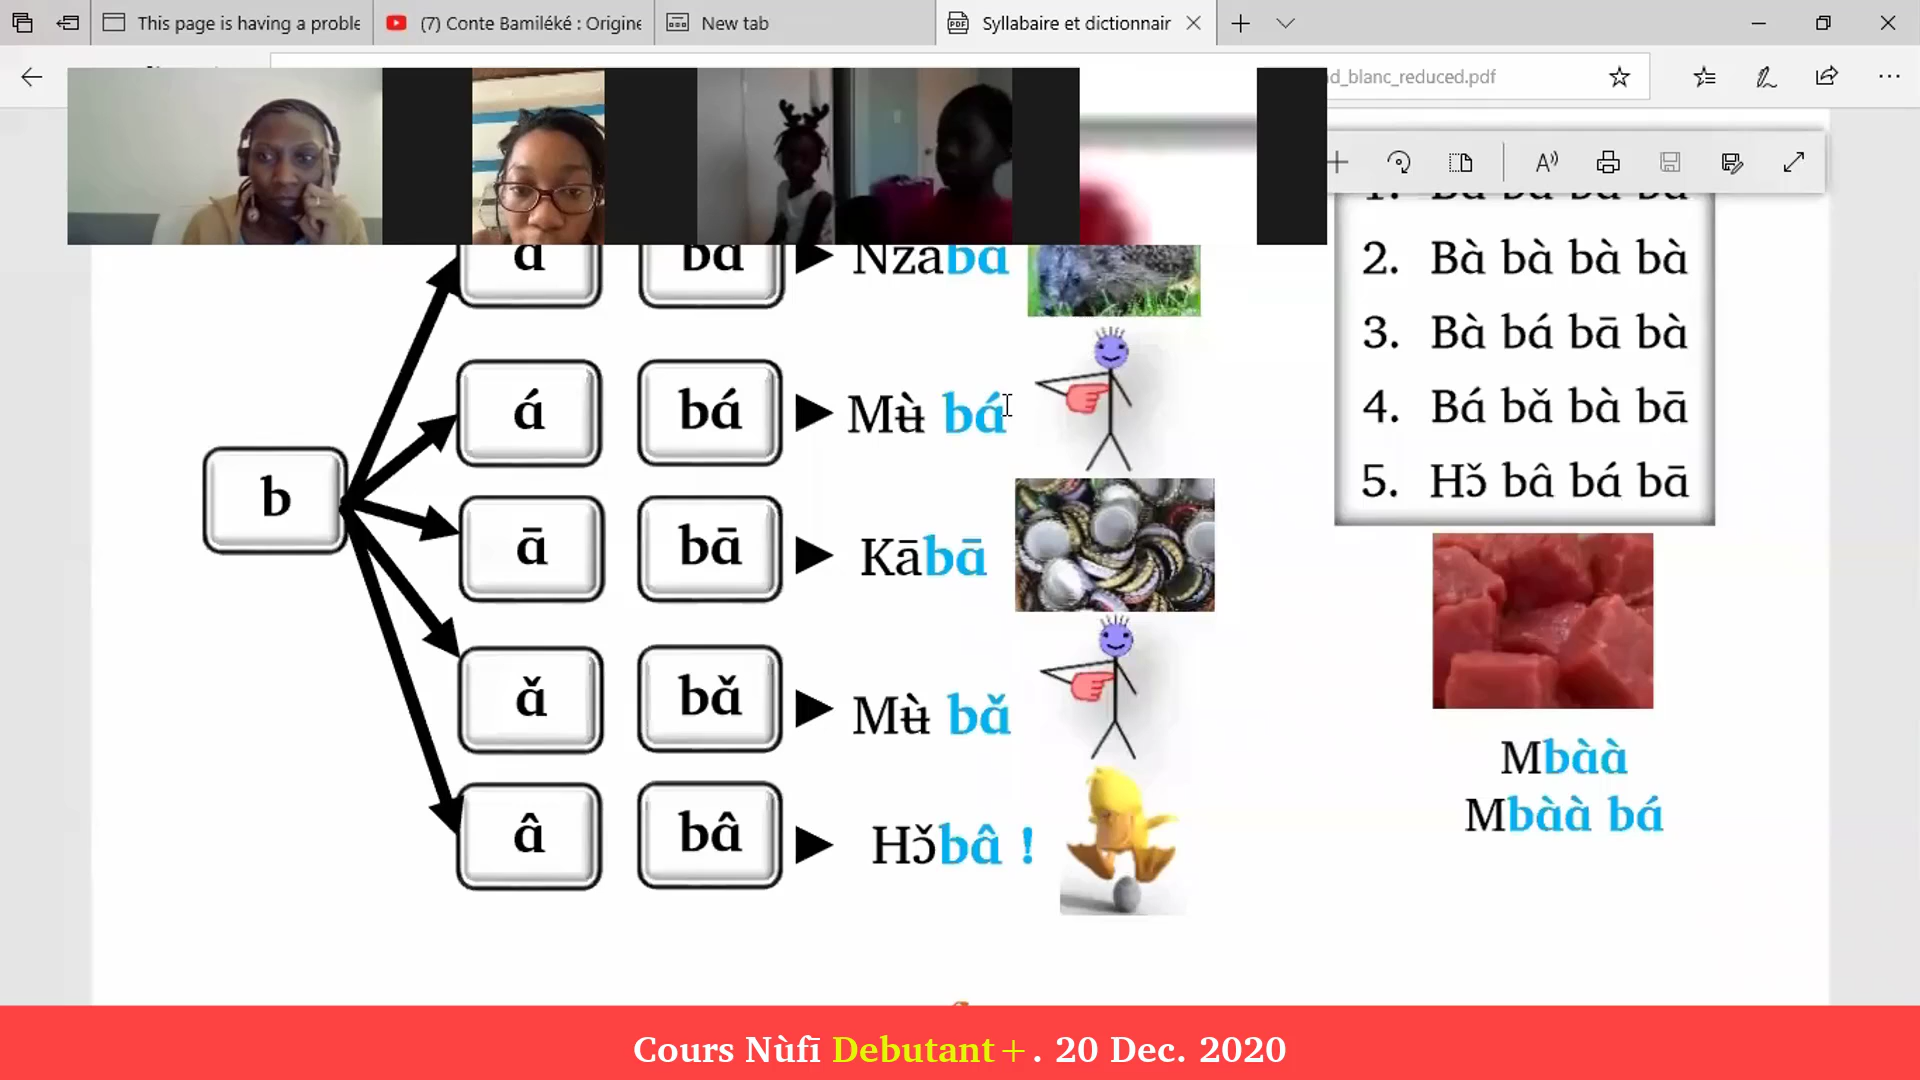 This page is having a proble
(7) Conte Bamiléké : Origine
New tab
Syllabaire et dictionnair
d_blanc_reduced.pdf
2. Bà bà bà bà
3. Bà bá bā bà
4. Bá bǎ bà bā
5. Hɔ̌ bâ bá bā
b
á
bá
Mʉ̀ bá
ā
bā
Kābā
ǎ
bǎ
Mʉ̀ bǎ
â
bâ
Hɔ̌bâ !
Mbàà
Mbàà bá
Cours Nùfī Debutant+. 20 Dec. 2020